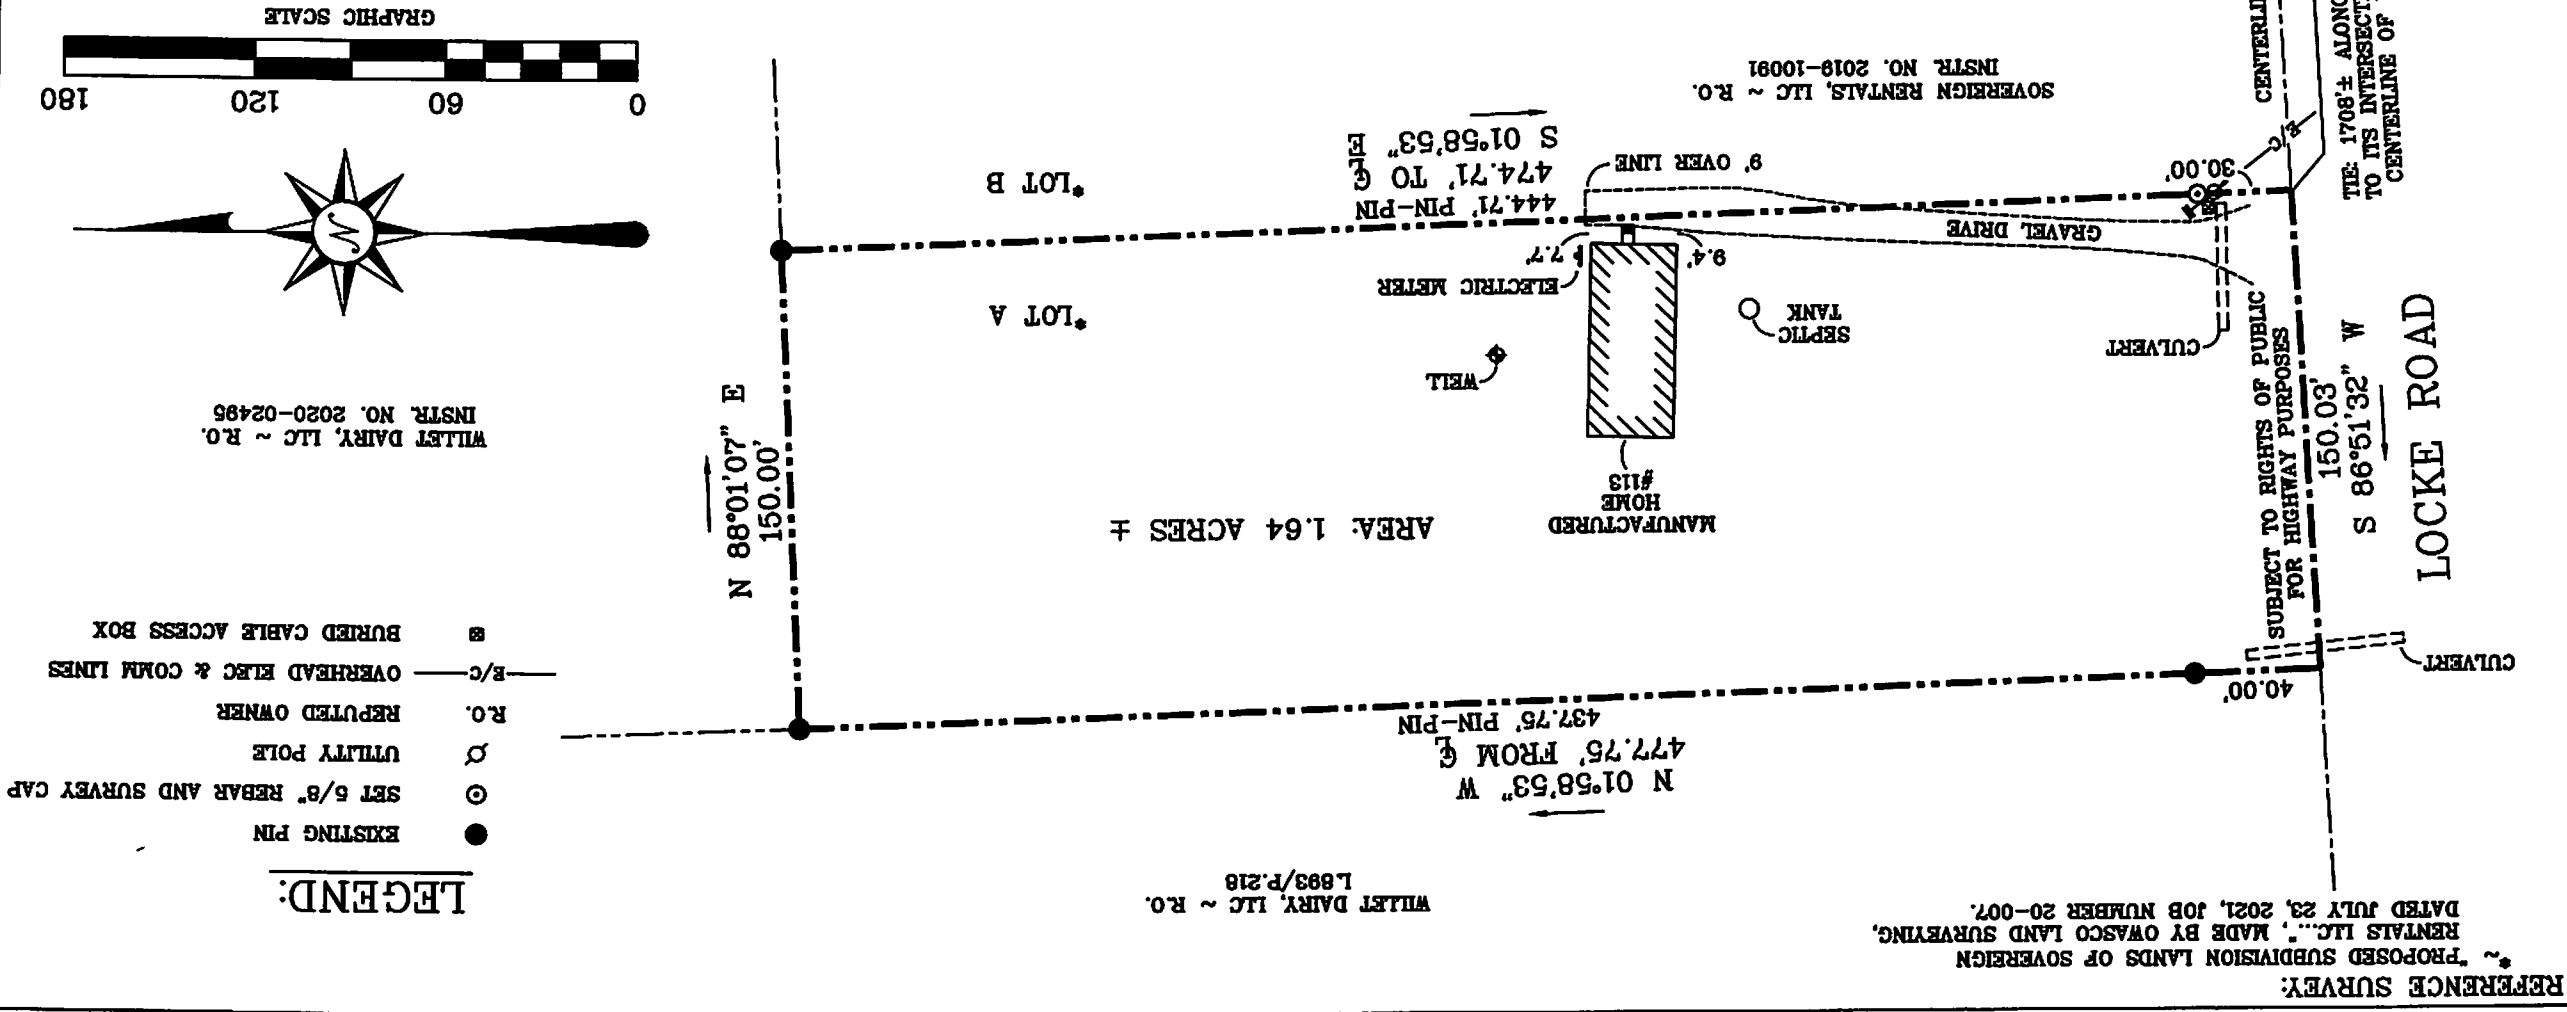 REFERENCE SURVEY:
*~ "PROPOSED SUBDIVISION LANDS OF SOVEREIGN
RENTALS LLC...", MADE BY OWASCO LAND SURVEYING,
DATED JULY 23, 2021, JOB NUMBER 20-007.
WILLET DAIRY, LLC ~ R.O.
L.893/P.218
LEGEND:
EXISTING PIN
SET 5/8" REBAR AND SURVEY CAP
UTILITY POLE
R.O. REPUTED OWNER
E/C OVERHEAD ELEC & COMM LINES
BURIED CABLE ACCESS BOX
N 01°58'53" W
477.75' FROM ℄
437.75' PIN-PIN
40.00'
CULVERT
LOCKE ROAD
S 86°51'32" W
150.03'
SUBJECT TO RIGHTS OF PUBLIC
FOR HIGHWAY PURPOSES
MANUFACTURED
HOME
#113
AREA: 1.64 ACRES ±
N 88°01'07" E
150.00'
WILLET DAIRY, LLC ~ R.O.
INSTR. NO. 2020-02495
WELL
CULVERT
SEPTIC
TANK
ELECTRIC METER
*LOT A
9.4'
7.7'
GRAVEL DRIVE
444.71' PIN-PIN
474.71' TO ℄
S 01°58'53" E
*LOT B
30.00'
9' OVER LINE
E/C
SOVEREIGN RENTALS, LLC ~ R.O.
INSTR. NO. 2019-10091
TIE: 1708'± ALONG
TO ITS INTERSECT
CENTERLINE OF
N
0 60 120 180
GRAPHIC SCALE